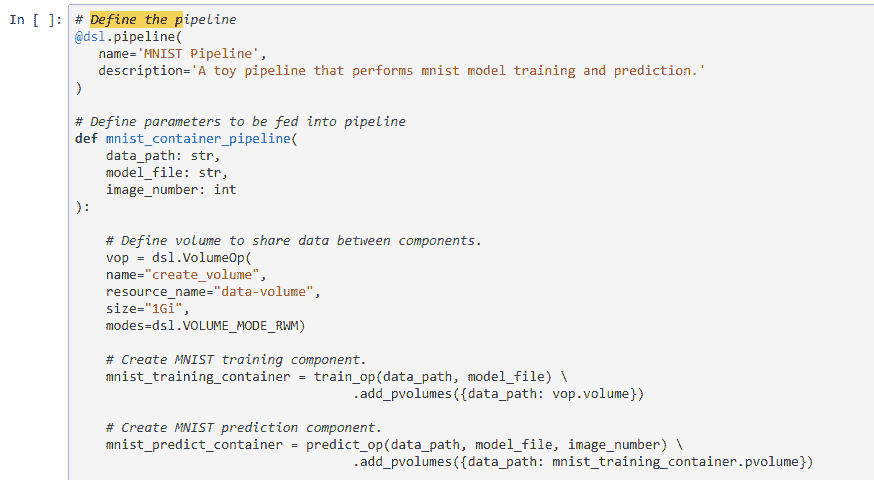 In [ ]: # Define the pipeline
@dsl.pipeline(
   name='MNIST Pipeline',
   description='A toy pipeline that performs mnist model training and prediction.'
)

# Define parameters to be fed into pipeline
def mnist_container_pipeline(
    data_path: str,
    model_file: str,
    image_number: int
):

    # Define volume to share data between components.
    vop = dsl.VolumeOp(
    name="create_volume",
    resource_name="data-volume",
    size="1Gi",
    modes=dsl.VOLUME_MODE_RWM)

    # Create MNIST training component.
    mnist_training_container = train_op(data_path, model_file) \
                                    .add_pvolumes({data_path: vop.volume})

    # Create MNIST prediction component.
    mnist_predict_container = predict_op(data_path, model_file, image_number) \
                                    .add_pvolumes({data_path: mnist_training_container.pvolume})